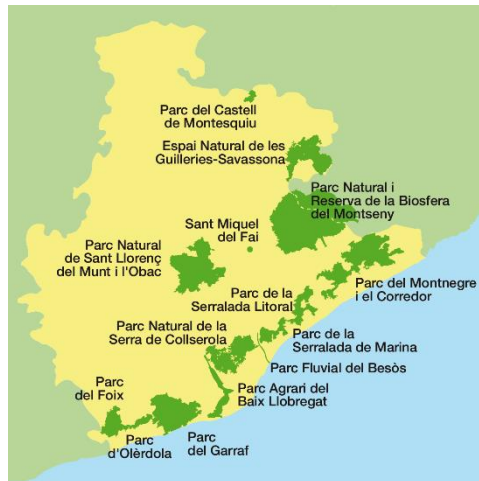 Parc del Castell
de Montesquiu
Espai Natural de les
Guilleries-Savassona
Parc Natural i
Reserva de la Biosfera
del Montseny
Sant Miquel
del Fai
Parc Natural
de Sant Llorenç
del Munt i l'Obac
Parc del Montnegre
i el Corredor
Parc de la
Serralada Litoral
Parc Natural de la
Serra de Collserola
Parc de la
Serralada de Marina
Parc Fluvial del Besòs
Parc
del Foix
Parc Agrari del
Baix Llobregat
Parc
d'Olèrdola
Parc
del Garraf